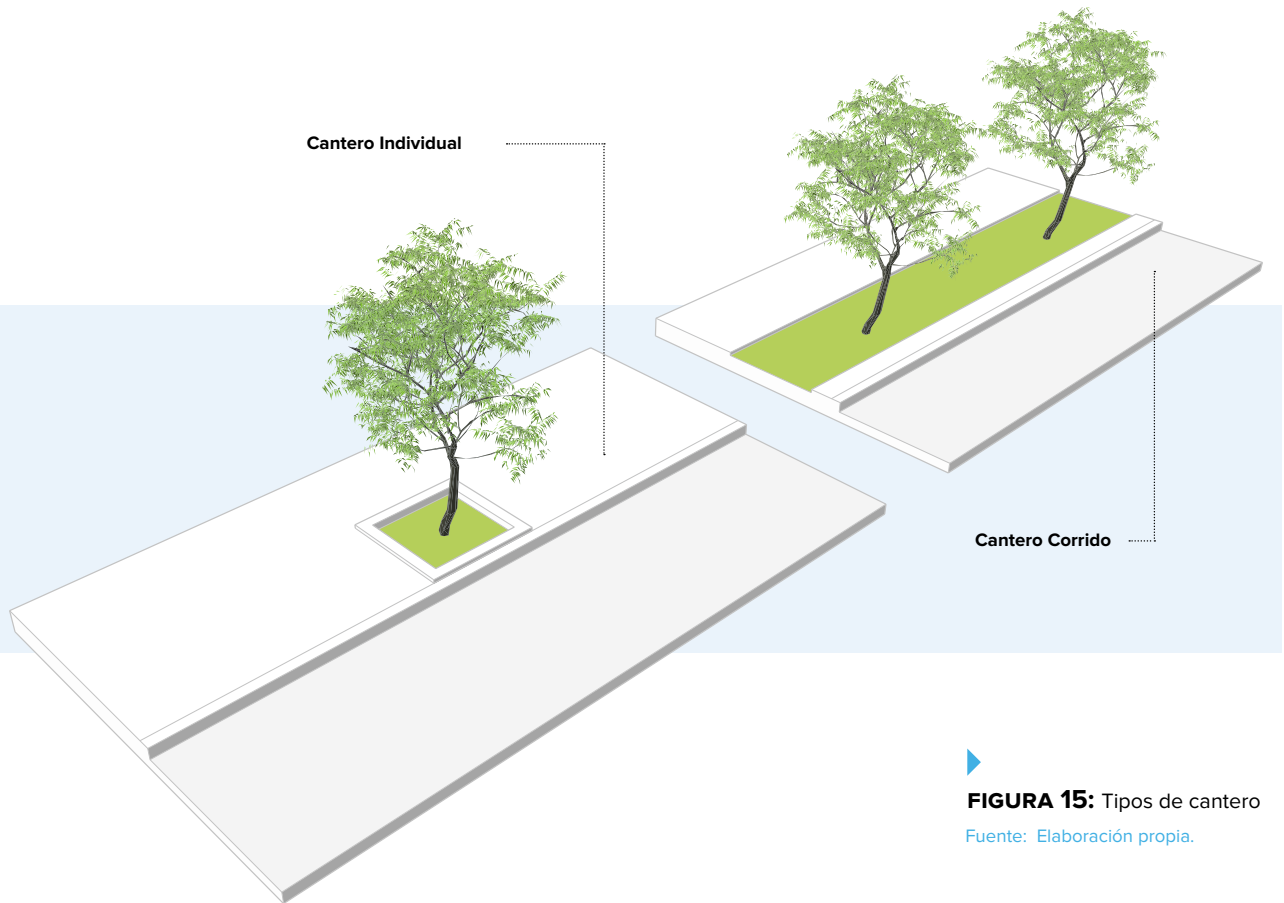 Cantero Individual
Cantero Corrido
FIGURA 15: Tipos de cantero
Fuente: Elaboración propia.